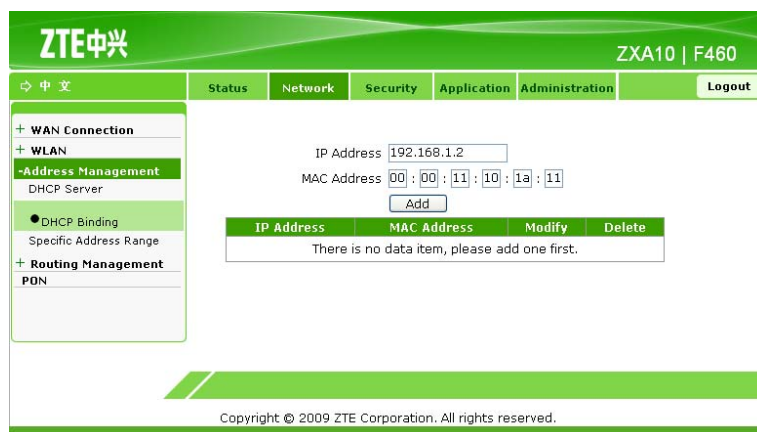 ZTE中兴
ZXA10 | F460
中 文
Status Network Security Application Administration Logout
+ WAN Connection
+ WLAN
-Address Management
DHCP Server
DHCP Binding
Specific Address Range
+ Routing Management
PON
IP Address 192.168.1.2
MAC Address 00 : 00 : 11 : 10 : 1a : 11
Add
IP Address MAC Address Modify Delete
There is no data item, please add one first.
Copyright © 2009 ZTE Corporation. All rights reserved.